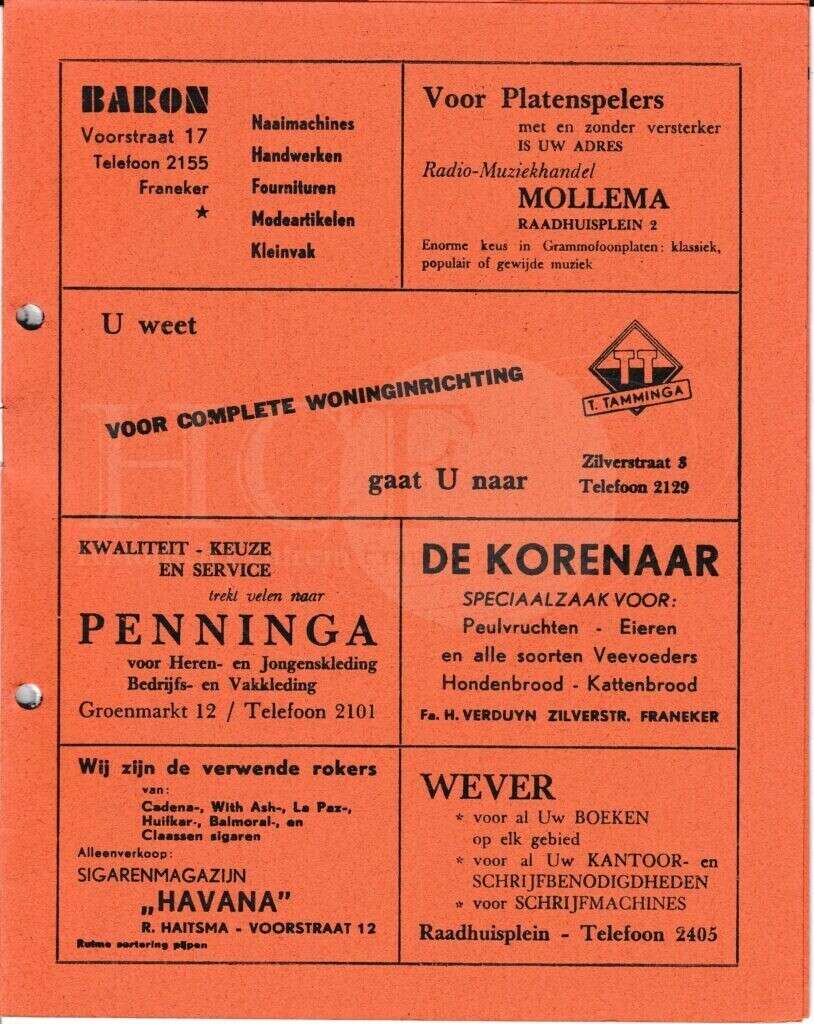 BARON
Voorstraat 17
Telefoon 2155
Franeker
Naaimachines
Handwerken
Fournituren
Modeartikelen
Kleinvak
Voor Platenspelers
met en zonder versterker
IS UW ADRES
Radio-Muziekhandel
MOLLEMA
RAADHUISPLEIN 2
Enorme keus in Grammofoonplaten: klassiek,
populair of gewijde muziek
U weet
VOOR COMPLETE WONINGINRICHTING
gaat U naar
TT
T. TAMMINGA
Zilverstraat 3
Telefoon 2129
KWALITEIT - KEUZE
EN SERVICE
trekt velen naar
PENNINGA
voor Heren- en Jongenskleding
Bedrijfs- en Vakkleding
Groenmarkt 12 / Telefoon 2101
DE KORENAAR
SPECIAALZAAK VOOR:
Peulvruchten - Eieren
en alle soorten Veevoeders
Hondenbrood - Kattenbrood
Fa. H. VERDUYN ZILVERSTR. FRANEKER
Wij zijn de verwende rokers
van:
Cadena-, With Ash-, La Paz-,
Huifkar-, Balmoral-, en
Claassen sigaren
Alleenverkoop:
SIGARENMAGAZIJN
„HAVANA”
R. HAITSMA - VOORSTRAAT 12
Ruime sortering pijpen
WEVER
* voor al Uw BOEKEN
op elk gebied
* voor al Uw KANTOOR- en
SCHRIJFBENODIGDHEDEN
* voor SCHRIJFMACHINES
Raadhuisplein - Telefoon 2405